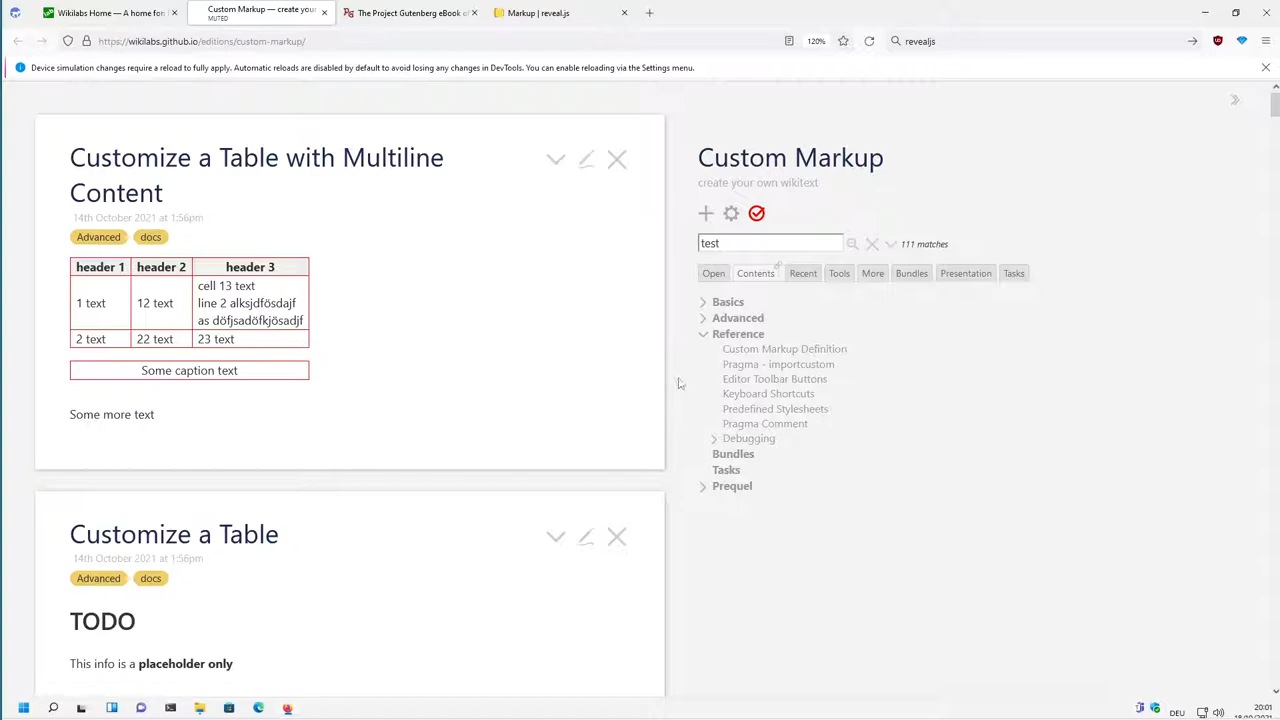 Wikilabs Home — A home for
Custom Markup — create your
MUTED
The Project Gutenberg eBook of
Markup | reveal.js
https://wikilabs.github.io/editions/custom-markup/
120%
revealjs
Device simulation changes require a reload to fully apply. Automatic reloads are disabled by default to avoid losing any changes in DevTools. You can enable reloading via the Settings menu.
Customize a Table with Multiline
Content
14th October 2021 at 1:56pm
Advanced docs
header 1 header 2 header 3
1 text 12 text cell 13 text
line 2 alksjdfösdajf
as döfjsadöfkjösadjf
2 text 22 text 23 text
Some caption text
Some more text
Customize a Table
14th October 2021 at 1:56pm
Advanced docs
TODO
This info is a placeholder only
Custom Markup
create your own wikitext
test
111 matches
Open Contents Recent Tools More Bundles Presentation Tasks
Basics
Advanced
Reference
Custom Markup Definition
Pragma - importcustom
Editor Toolbar Buttons
Keyboard Shortcuts
Predefined Stylesheets
Pragma Comment
Debugging
Bundles
Tasks
Prequel
DEU
20:01
18/10/2021